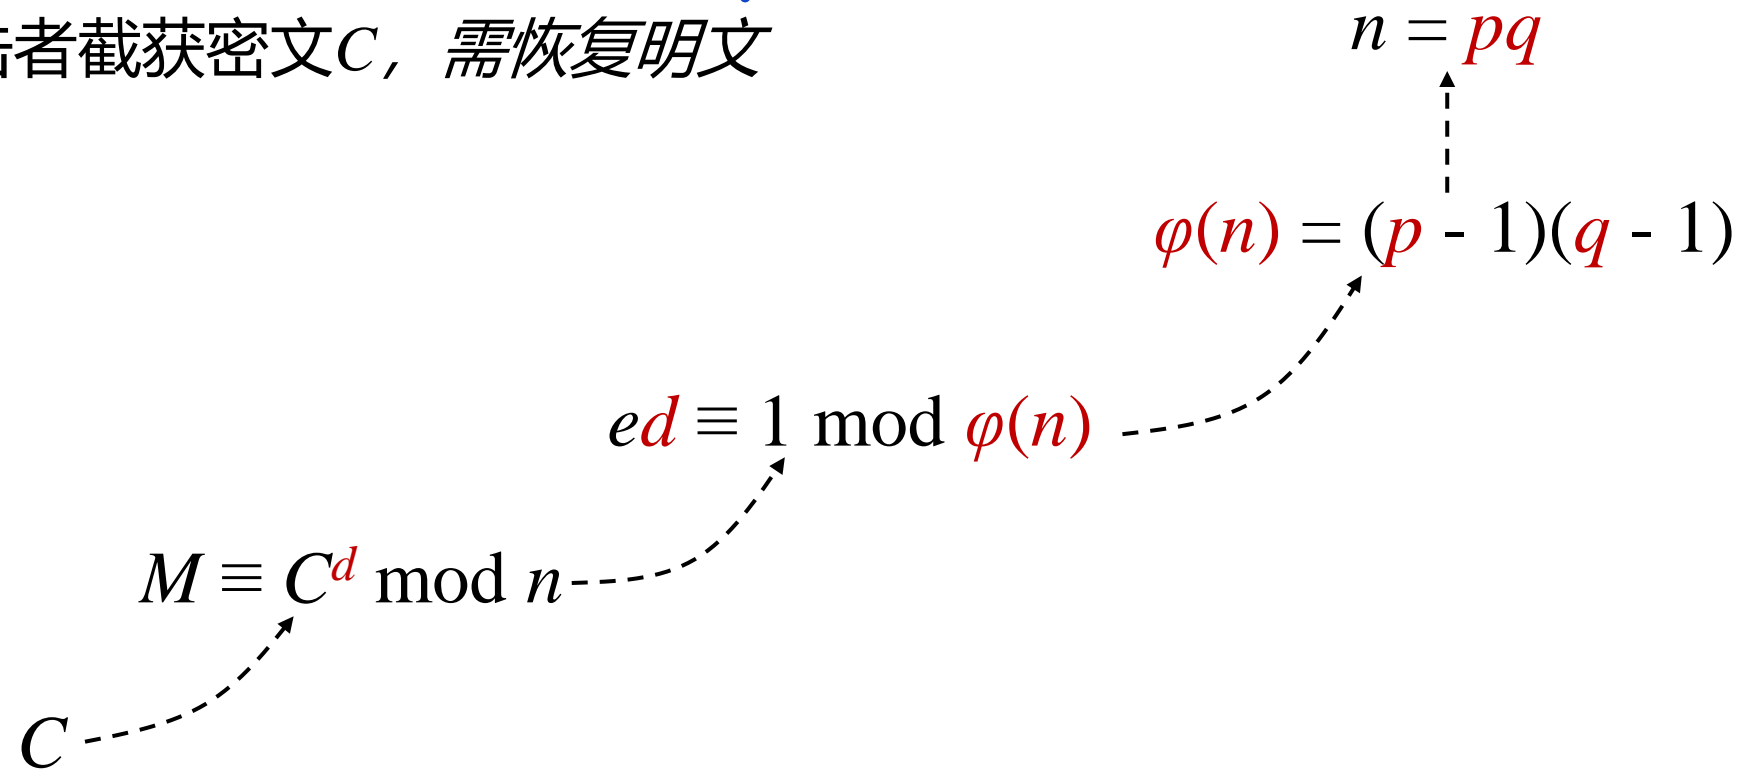 者截获密文C，需恢复明文
n = pq
φ(n) = (p - 1)(q - 1)
ed ≡ 1 mod φ(n)
M ≡ C^d mod n
C